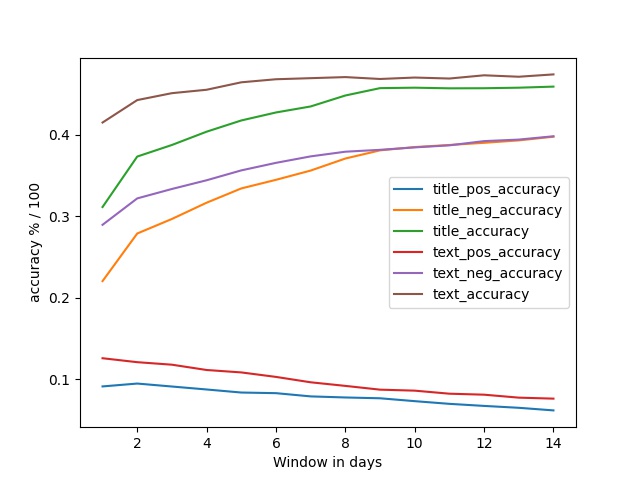 accuracy % / 100
0.4
0.3
0.2
0.1
title_pos_accuracy
title_neg_accuracy
title_accuracy
text_pos_accuracy
text_neg_accuracy
text_accuracy
2 4 6 8 10 12 14
Window in days